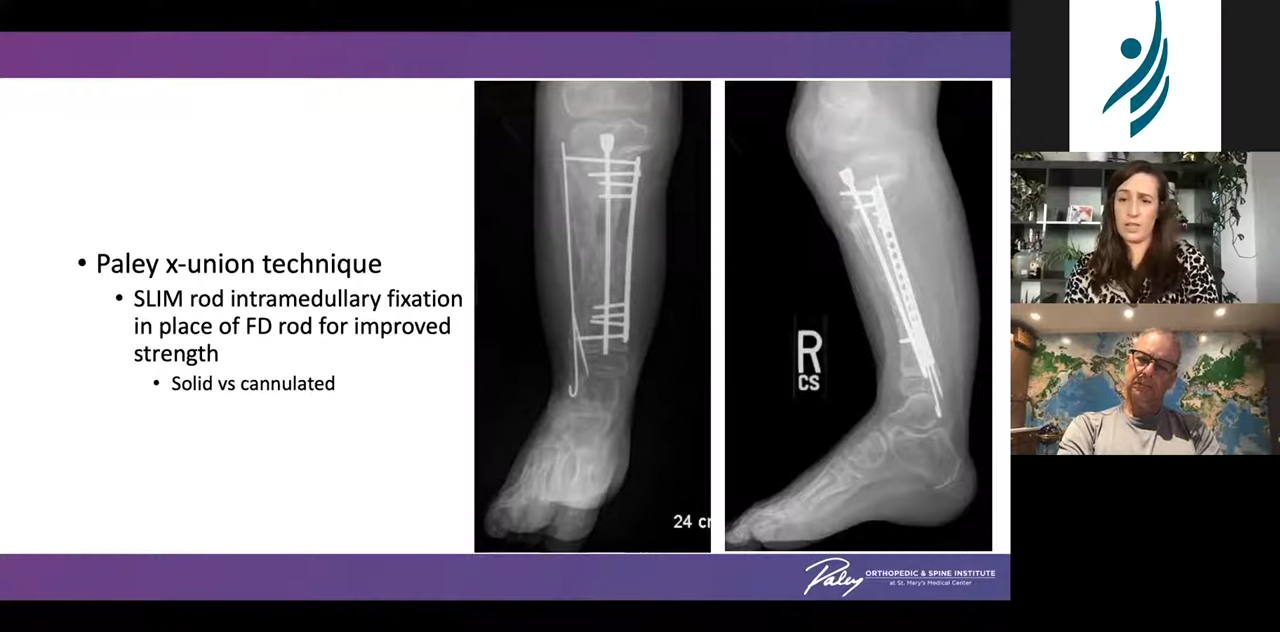 • Paley x-union technique
• SLIM rod intramedullary fixation
in place of FD rod for improved
strength
• Solid vs cannulated
R
CS
24 cm
Paley ORTHOPEDIC & SPINE INSTITUTE
at St. Mary's Medical Center